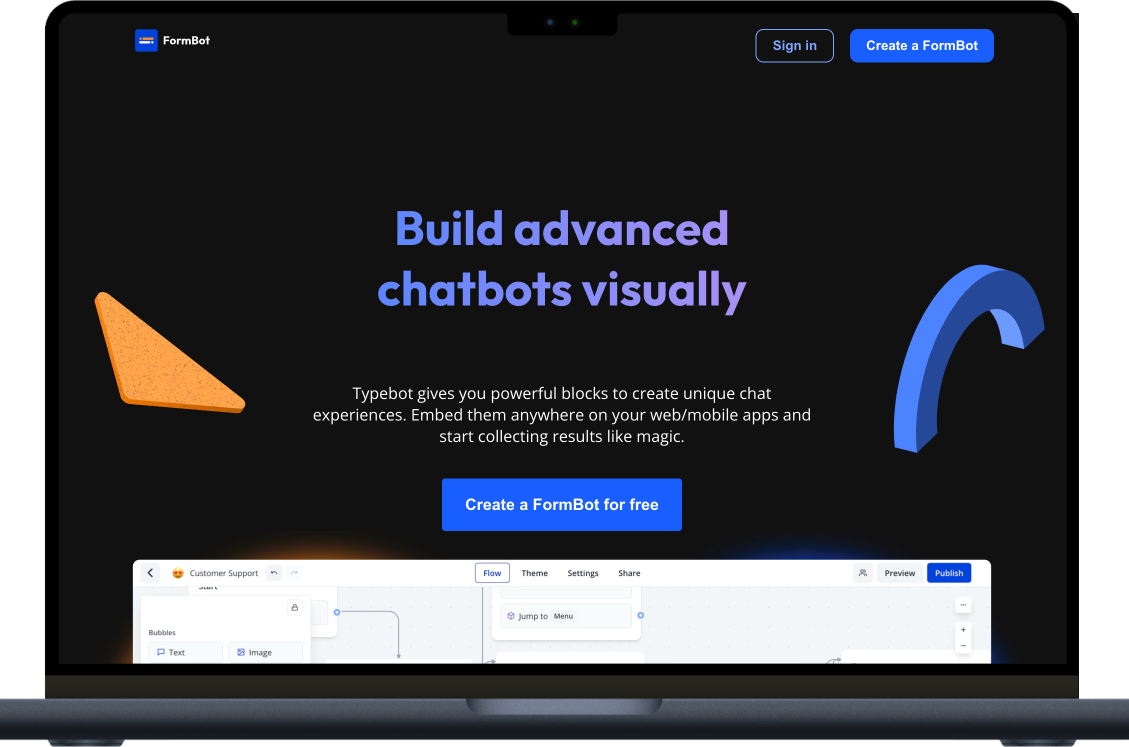 FormBot
Sign in
Create a FormBot
Build advanced
chatbots visually
Typebot gives you powerful blocks to create unique chat
experiences. Embed them anywhere on your web/mobile apps and
start collecting results like magic.
Create a FormBot for free
Customer Support
Flow
Theme
Settings
Share
Preview
Publish
Start
Jump to Menu
Bubbles
Text
Image